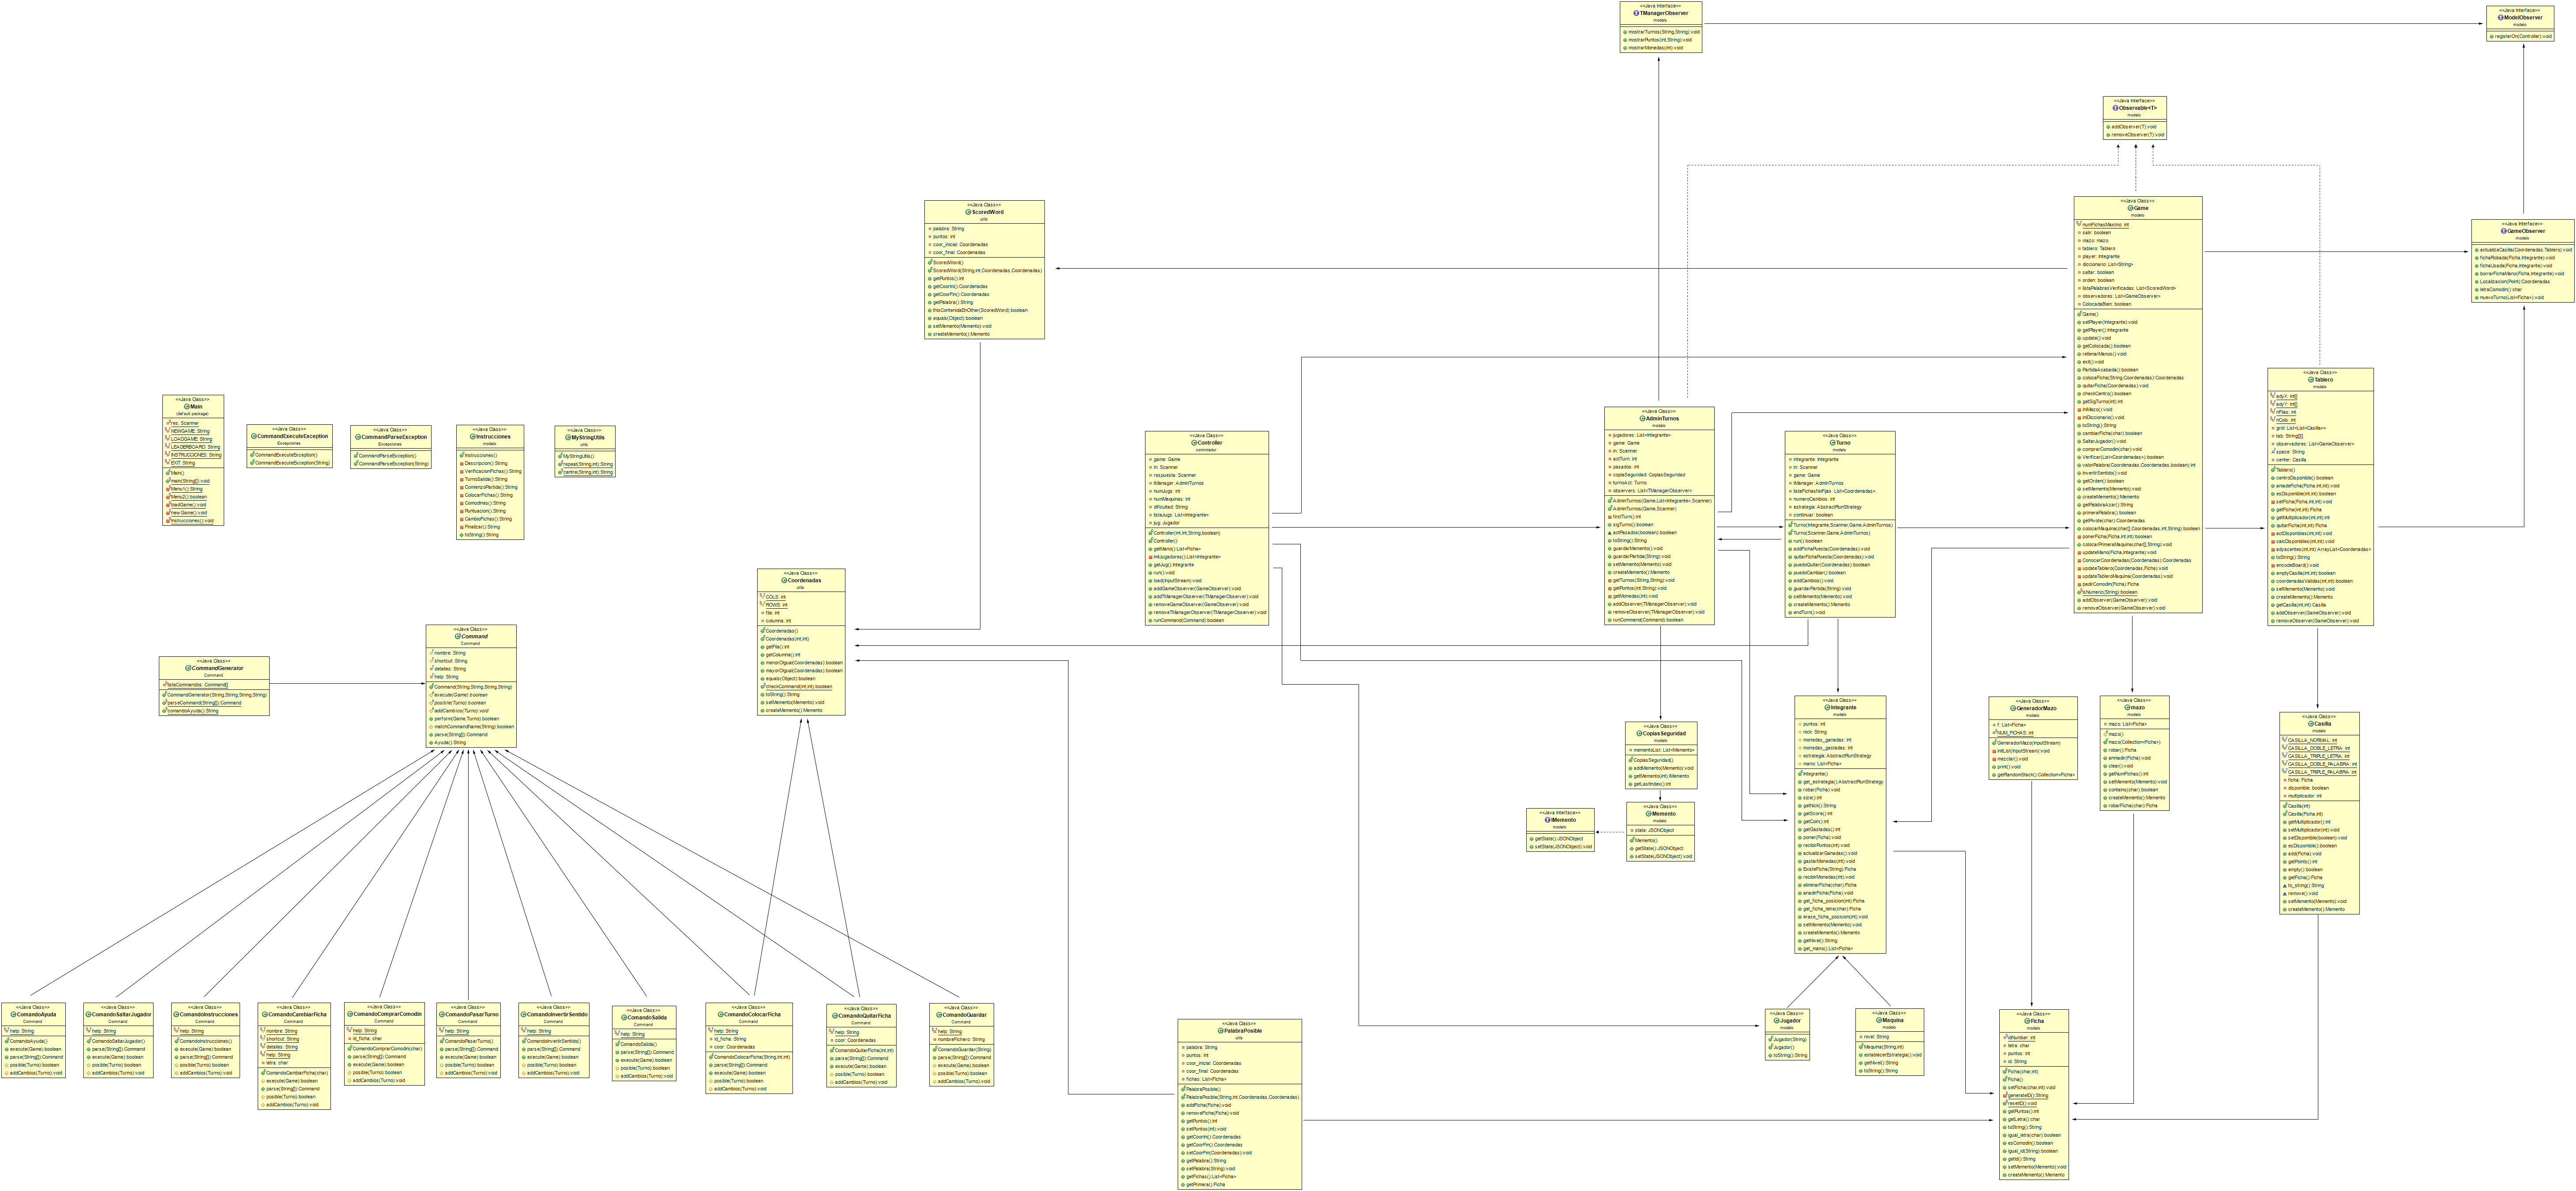 <<Java Interface>>
TManagerObserver
modelo
mostrarTurnos(String,String):void
mostrarPuntos(int,String):void
mostrarMonedas(int):void
<<Java Interface>>
ModelObserver
modelo
registerOn(Controller):void
<<Java Interface>>
Observable<T>
modelo
addObserver(T):void
removeObserver(T):void
<<Java Class>>
ScoredWord
utils
palabra: String
puntos: int
coor_inicial: Coordenadas
coor_final: Coordenadas
ScoredWord()
ScoredWord(String,int,Coordenadas,Coordenadas)
getPuntos():int
getCoorIn():Coordenadas
getCoorFin():Coordenadas
getPalabra():String
thisContenidaEnOther(ScoredWord):boolean
equals(Object):boolean
setMemento(Memento):void
createMemento():Memento
<<Java Class>>
Game
modelo
numFichasMaximo: int
salir: boolean
mazo: mazo
tablero: Tablero
player: Integrante
diccionario: List<String>
saltar: boolean
orden: boolean
listaPalabrasVerificadas: List<ScoredWord>
observadores: List<GameObserver>
ColocadaBien: boolean
Game()
setPlayer(Integrante):void
getPlayer():Integrante
update():void
getColocada():boolean
rellenarManos():void
exit():void
PartidaAcabada():boolean
colocaFicha(String,Coordenadas):Coordenadas
quitarFicha(Coordenadas):void
checkCentro():boolean
getSigTurno(int):int
iniMazo():void
iniDiccionario():void
toString():String
cambiarFicha(char):boolean
SaltarJugador():void
comprarComodin(char):void
Verificar(List<Coordenadas>):boolean
valorPalabra(Coordenadas,Coordenadas,boolean):int
invertirSentido():void
getOrden():boolean
setMemento(Memento):void
createMemento():Memento
getPalabraAzar():String
primeraPalabra():boolean
getPivote(char):Coordenadas
colocarMaquina(char[],Coordenadas,int,String):boolean
ponerFicha(Ficha,int,int):boolean
colocarPrimeraMaquina(char[],String):void
updateMano(Ficha,Integrante):void
ConocerCoordenadas(Coordenadas):Coordenadas
updateTablero(Coordenadas,Ficha):void
updateTableroMaquina(Coordenadas):void
pedirComodin(Ficha):Ficha
isNumeric(String):boolean
addObserver(GameObserver):void
removeObserver(GameObserver):void
<<Java Interface>>
GameObserver
modelo
actualizaCasilla(Coordenadas,Tablero):void
fichaRobada(Ficha,Integrante):void
fichaUsada(Ficha,Integrante):void
borrarFichaMano(Ficha,Integrante):void
Localizacion(Point):Coordenadas
letraComodin():char
nuevoTurno(List<Ficha>):void
<<Java Class>>
Tablero
modelo
adyX: int[]
adyY: int[]
nFilas: int
nCols: int
grid: List<List<Casilla>>
tab: String[][]
observadores: List<GameObserver>
space: String
center: Casilla
Tablero()
centroDisponible():boolean
anadeFicha(Ficha,int,int):void
esDisponible(int,int):boolean
setFicha(Ficha,int,int):void
getFicha(int,int):Ficha
getMultiplicador(int,int):int
quitarFicha(int,int):Ficha
actDisponibles(int,int):void
calcDisponibles(int,int):void
adyacentes(int,int):ArrayList<Coordenadas>
toString():String
encodeBoard():void
emptyCasilla(int,int):boolean
coordenadasValidas(int,int):boolean
setMemento(Memento):void
createMemento():Memento
getCasilla(int,int):Casilla
addObserver(GameObserver):void
removeObserver(GameObserver):void
<<Java Class>>
Main
(default package)
res: Scanner
NEWGAME: String
LOADGAME: String
LEADERBOARD: String
INSTRUCCIONES: String
EXIT: String
Main()
main(String[]):void
Menu1():String
Menu2():boolean
loadGame():void
newGame():void
Instrucciones():void
<<Java Class>>
CommandExecuteException
Excepciones
CommandExecuteException()
CommandExecuteException(String)
<<Java Class>>
CommandParseException
Excepciones
CommandParseException()
CommandParseException(String)
<<Java Class>>
Instrucciones
modelo
Instrucciones()
Descripcion():String
VerificacionFichas():String
TurnoSalida():String
ComienzoPartida():String
ColocarFichas():String
Comodines():String
Puntuacion():String
CambioFichas():String
Finalizar():String
toString():String
<<Java Class>>
MyStringUtils
utils
MyStringUtils()
repeat(String,int):String
centre(String,int):String
<<Java Class>>
Controller
controlador
game: Game
in: Scanner
respuesta: Scanner
tManager: AdminTurnos
numJugs: int
numMaquinas: int
dificultad: String
listaJugs: List<Integrante>
jug: Jugador
Controller(int,int,String,boolean)
Controller()
getMano():List<Ficha>
initJugadores():List<Integrante>
getJug():Integrante
run():void
load(InputStream):void
addGameObserver(GameObserver):void
addTManagerObserver(TManagerObserver):void
removeGameObserver(GameObserver):void
removeTManagerObserver(TManagerObserver):void
runCommand(Command):boolean
<<Java Class>>
AdminTurnos
modelo
jugadores: List<Integrante>
game: Game
in: Scanner
actTurn: int
pasados: int
copiaSeguridad: CopiasSeguridad
turnoAct: Turno
observers: List<TManagerObserver>
AdminTurnos(Game,List<Integrante>,Scanner)
AdminTurnos(Game,Scanner)
firstTurn():int
sigTurno():boolean
actPasados(boolean):boolean
toString():String
guardarMemento():void
guardarPartida(String):void
setMemento(Memento):void
createMemento():Memento
getTurnos(String,String):void
getPuntos(int,String):void
getMonedas(int):void
addObserver(TManagerObserver):void
removeObserver(TManagerObserver):void
runCommand(Command):boolean
<<Java Class>>
Turno
modelo
integrante: Integrante
in: Scanner
game: Game
tManager: AdminTurnos
listaFichasNoFijas: List<Coordenadas>
numeroCambios: int
estrategia: AbstractRunStrategy
continuar: boolean
Turno(Integrante,Scanner,Game,AdminTurnos)
Turno(Scanner,Game,AdminTurnos)
run():boolean
addFichaPuesta(Coordenadas):void
quitarFichaPuesta(Coordenadas):void
puedoQuitar(Coordenadas):boolean
puedoCambiar():boolean
addCambios():void
guardarPartida(String):void
setMemento(Memento):void
createMemento():Memento
endTurn():void
<<Java Class>>
Coordenadas
utils
COLS: int
ROWS: int
fila: int
columna: int
Coordenadas()
Coordenadas(int,int)
getFila():int
getColumna():int
menorOIgual(Coordenadas):boolean
mayorOIgual(Coordenadas):boolean
equals(Object):boolean
checkCommand(int,int):boolean
toString():String
setMemento(Memento):void
createMemento():Memento
<<Java Class>>
Command
Command
nombre: String
shortcut: String
detalles: String
help: String
Command(String,String,String,String)
execute(Game):boolean
posible(Turno):boolean
addCambios(Turno):void
perform(Game,Turno):boolean
matchCommandName(String):boolean
parse(String[]):Command
Ayuda():String
<<Java Class>>
CommandGenerator
Command
listaCommandos: Command[]
CommandGenerator(String,String,String,String)
parseCommand(String[]):Command
comandoAyuda():String
<<Java Class>>
CopiasSeguridad
modelo
mementoList: List<Memento>
CopiasSeguridad()
addMemento(Memento):void
getMemento(int):IMemento
getLastIndex():int
<<Java Interface>>
IMemento
modelo
getState():JSONObject
setState(JSONObject):void
<<Java Class>>
Memento
modelo
state: JSONObject
Memento()
getState():JSONObject
setState(JSONObject):void
<<Java Class>>
Integrante
modelo
puntos: int
nick: String
monedas_ganadas: int
monedas_gastadas: int
estrategia: AbstractRunStrategy
mano: List<Ficha>
Integrante()
get_estrategia():AbstractRunStrategy
robar(Ficha):void
size():int
getNick():String
getScore():int
getCoin():int
getGastadas():int
poner(Ficha):void
recibirPuntos(int):void
actualizarGanadas():void
gastarMonedas(int):void
ExisteFicha(String):Ficha
recibirMonedas(int):void
eliminarFicha(char):Ficha
anadirFicha(Ficha):void
get_ficha_posicion(int):Ficha
get_ficha_letra(char):Ficha
erase_ficha_posicion(int):void
setMemento(Memento):void
createMemento():Memento
getNivel():String
get_mano():List<Ficha>
<<Java Class>>
GeneradorMazo
modelo
f: List<Ficha>
NUM_FICHAS: int
GeneradorMazo(InputStream)
initList(InputStream):void
mezclar():void
print():void
getRandomStack():Collection<Ficha>
<<Java Class>>
mazo
modelo
mazo: List<Ficha>
mazo()
mazo(Collection<Ficha>)
robar():Ficha
annadir(Ficha):void
clear():void
getNumFichas():int
setMemento(Memento):void
contains(char):boolean
createMemento():Memento
robarFicha(char):Ficha
<<Java Class>>
Casilla
modelo
CASILLA_NORMAL: int
CASILLA_DOBLE_LETRA: int
CASILLA_TRIPLE_LETRA: int
CASILLA_DOBLE_PALABRA: int
CASILLA_TRIPLE_PALABRA: int
ficha: Ficha
disponible: boolean
multiplicador: int
Casilla(int)
Casilla(Ficha,int)
getMultiplicador():int
setMultiplicador(int):void
setDisponible(boolean):void
esDisponible():boolean
add(Ficha):void
getPoints():int
empty():boolean
getFicha():Ficha
to_string():String
remove():void
setMemento(Memento):void
createMemento():Memento
<<Java Class>>
ComandoAyuda
Command
help: String
ComandoAyuda()
execute(Game):boolean
parse(String[]):Command
posible(Turno):boolean
addCambios(Turno):void
<<Java Class>>
ComandoSaltarJugador
Command
help: String
ComandoSaltarJugador()
parse(String[]):Command
execute(Game):boolean
posible(Turno):boolean
addCambios(Turno):void
<<Java Class>>
ComandoInstrucciones
Command
help: String
ComandoInstrucciones()
execute(Game):boolean
parse(String[]):Command
posible(Turno):boolean
addCambios(Turno):void
<<Java Class>>
ComandoCambiarFicha
Command
nombre: String
shortcut: String
detalles: String
help: String
letra: char
ComandoCambiarFicha(char)
execute(Game):boolean
parse(String[]):Command
posible(Turno):boolean
addCambios(Turno):void
<<Java Class>>
ComandoComprarComodin
Command
help: String
id_ficha: char
ComandoComprarComodin(char)
parse(String[]):Command
execute(Game):boolean
posible(Turno):boolean
addCambios(Turno):void
<<Java Class>>
ComandoPasarTurno
Command
help: String
ComandoPasarTurno()
parse(String[]):Command
execute(Game):boolean
posible(Turno):boolean
addCambios(Turno):void
<<Java Class>>
ComandoInvertirSentido
Command
help: String
ComandoInvertirSentido()
parse(String[]):Command
execute(Game):boolean
posible(Turno):boolean
addCambios(Turno):void
<<Java Class>>
ComandoSalida
Command
help: String
ComandoSalida()
parse(String[]):Command
execute(Game):boolean
posible(Turno):boolean
addCambios(Turno):void
<<Java Class>>
ComandoColocarFicha
Command
help: String
id_ficha: String
coor: Coordenadas
ComandoColocarFicha(String,int,int)
parse(String[]):Command
execute(Game):boolean
posible(Turno):boolean
addCambios(Turno):void
<<Java Class>>
ComandoQuitarFicha
Command
help: String
coor: Coordenadas
ComandoQuitarFicha(int,int)
parse(String[]):Command
execute(Game):boolean
posible(Turno):boolean
addCambios(Turno):void
<<Java Class>>
ComandoGuardar
Command
help: String
nombreFichero: String
ComandoGuardar(String)
parse(String[]):Command
execute(Game):boolean
posible(Turno):boolean
addCambios(Turno):void
<<Java Class>>
PalabraPosible
utils
palabra: String
puntos: int
coor_inicial: Coordenadas
coor_final: Coordenadas
fichas: List<Ficha>
PalabraPosible()
PalabraPosible(String,int,Coordenadas,Coordenadas)
addFicha(Ficha):void
removeFicha(Ficha):void
getPuntos():int
setPuntos(int):void
getCoorIn():Coordenadas
getCoorFin():Coordenadas
setCoorFin(Coordenadas):void
getPalabra():String
setPalabra(String):void
getFichas():List<Ficha>
getPrimera():Ficha
<<Java Class>>
Jugador
modelo
Jugador(String)
Jugador()
toString():String
<<Java Class>>
Maquina
modelo
nivel: String
Maquina(String,int)
establecerEstrategia():void
getNivel():String
toString():String
<<Java Class>>
Ficha
modelo
idNumber: int
letra: char
puntos: int
id: String
Ficha(char,int)
Ficha()
setFicha(char,int):void
generateID():String
resetID():void
getPuntos():int
getLetra():char
toString():String
igual_letra(char):boolean
esComodin():boolean
igual_id(String):boolean
getId():String
setMemento(Memento):void
createMemento():Memento